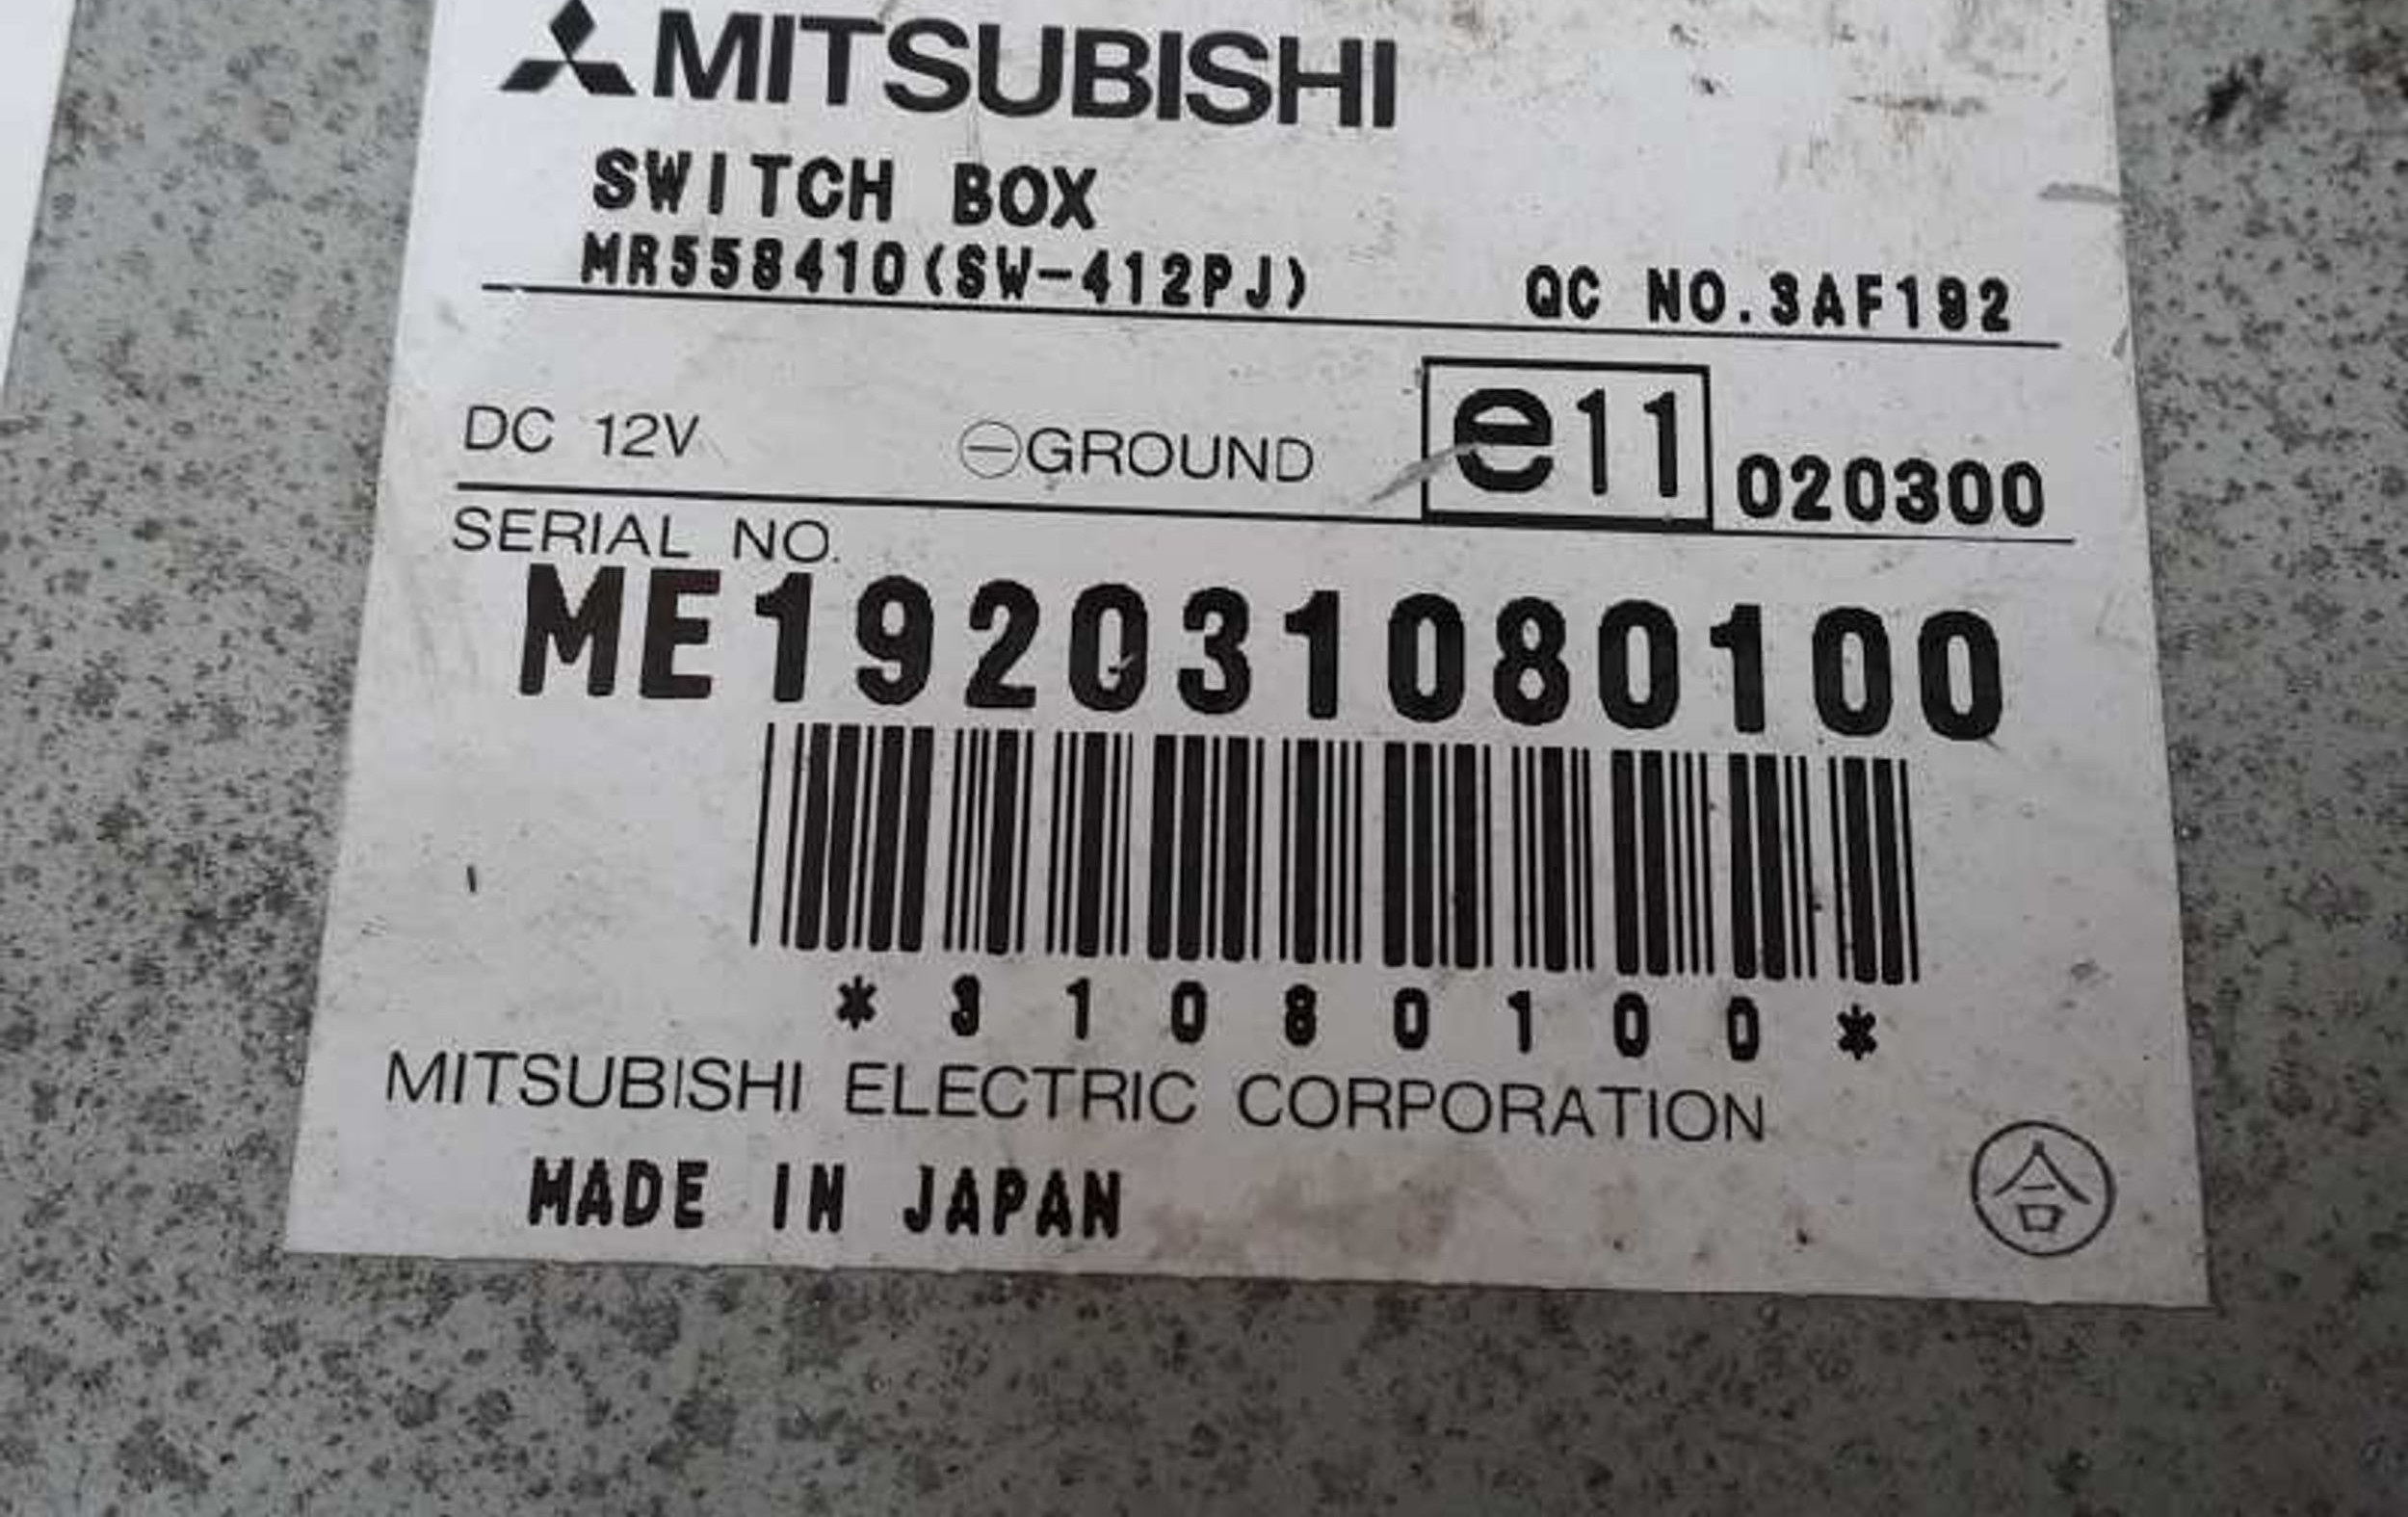 MITSUBISHI
SWITCH BOX
MR558410(SW-412PJ) QC NO.3AF192
DC 12V ⊖GROUND e11 020300
SERIAL NO.
ME192031080100
*31080100*
MITSUBISHI ELECTRIC CORPORATION
MADE IN JAPAN
合